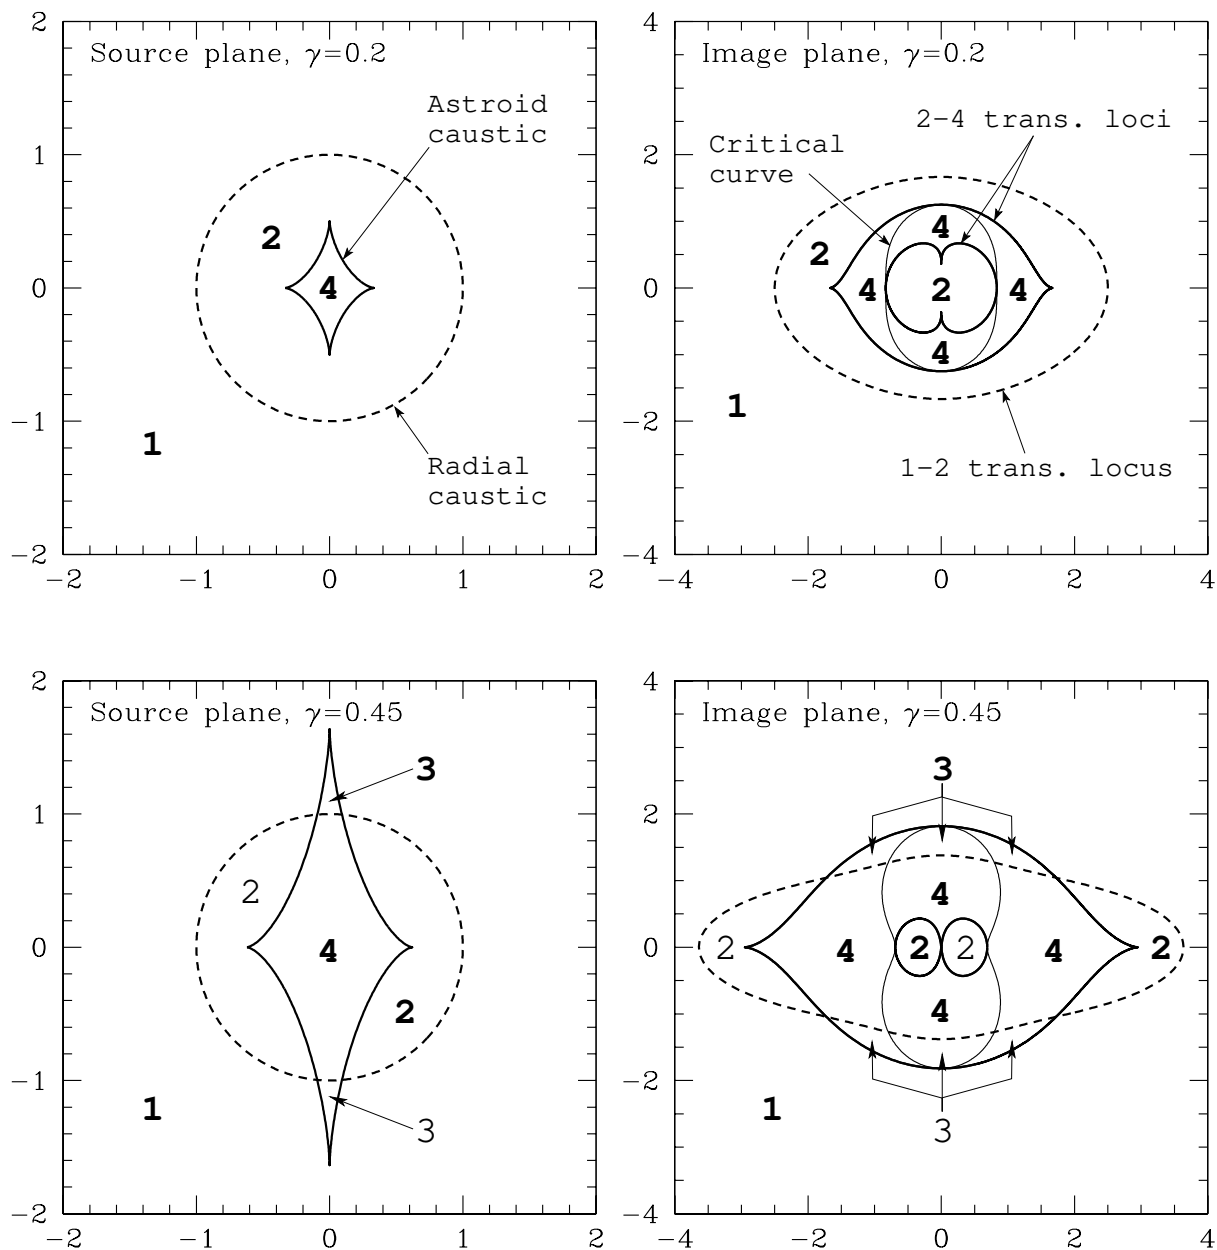 2
Source plane, γ=0.2
Astroid
caustic
1
2
0
4
−1
1
Radial
caustic
−2
−2 −1 0 1 2
4
Image plane, γ=0.2
2−4 trans. loci
Critical
curve
2
4
2
0
4 2 4
4
−2
1
1−2 trans. locus
−4
−4 −2 0 2 4
2
Source plane, γ=0.45
3
1
2
0
4
2
−1
1
3
−2
−2 −1 0 1 2
4
Image plane, γ=0.45
3
2
4
0
2 4 2 2 4 2
4
−2
1
3
−4
−4 −2 0 2 4